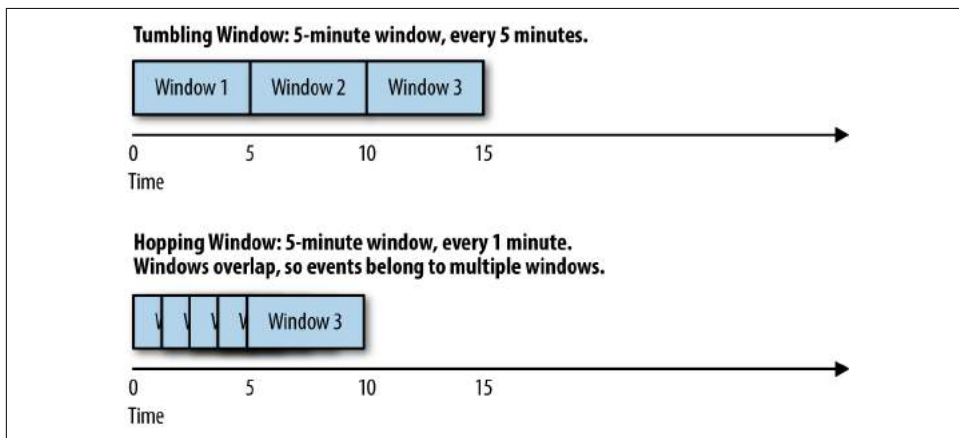 Tumbling Window: 5-minute window, every 5 minutes.
Window 1 Window 2 Window 3
0 5 10 15
Time
Hopping Window: 5-minute window, every 1 minute.
Windows overlap, so events belong to multiple windows.
Window 3
0 5 10 15
Time